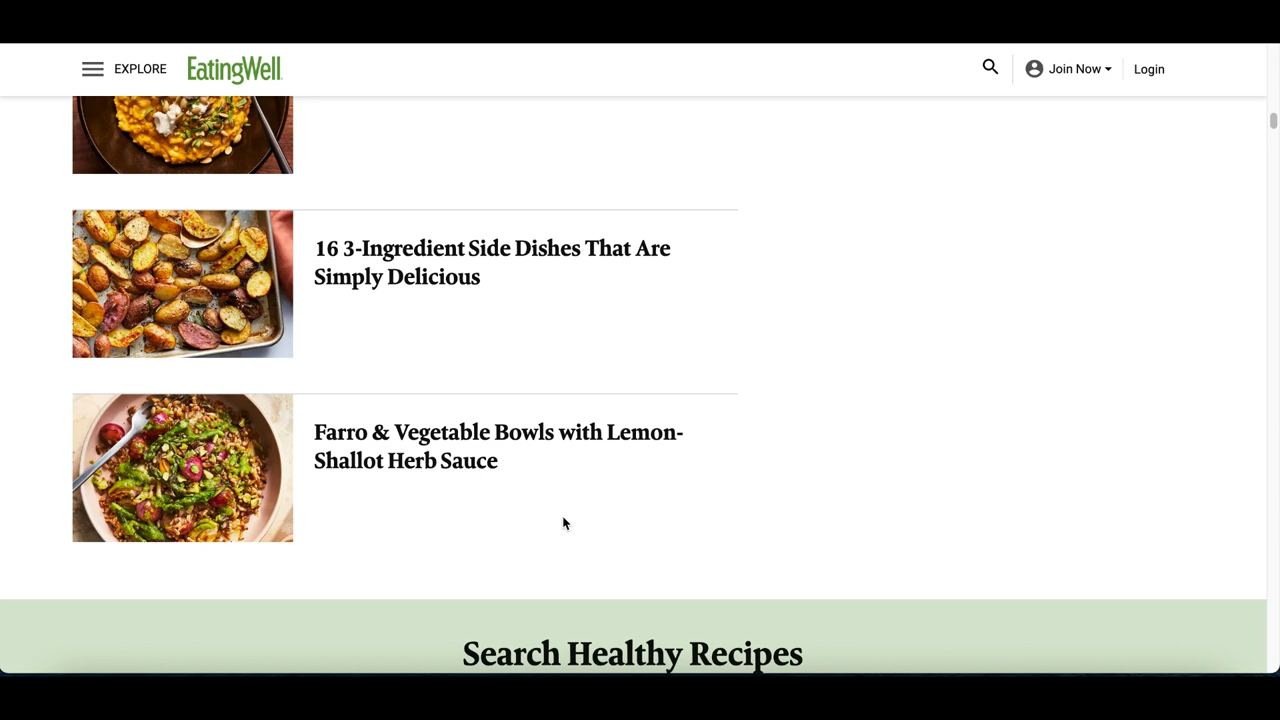 EXPLORE
EatingWell
Join Now
Login
16 3-Ingredient Side Dishes That Are
Simply Delicious
Farro & Vegetable Bowls with Lemon-
Shallot Herb Sauce
Search Healthy Recipes